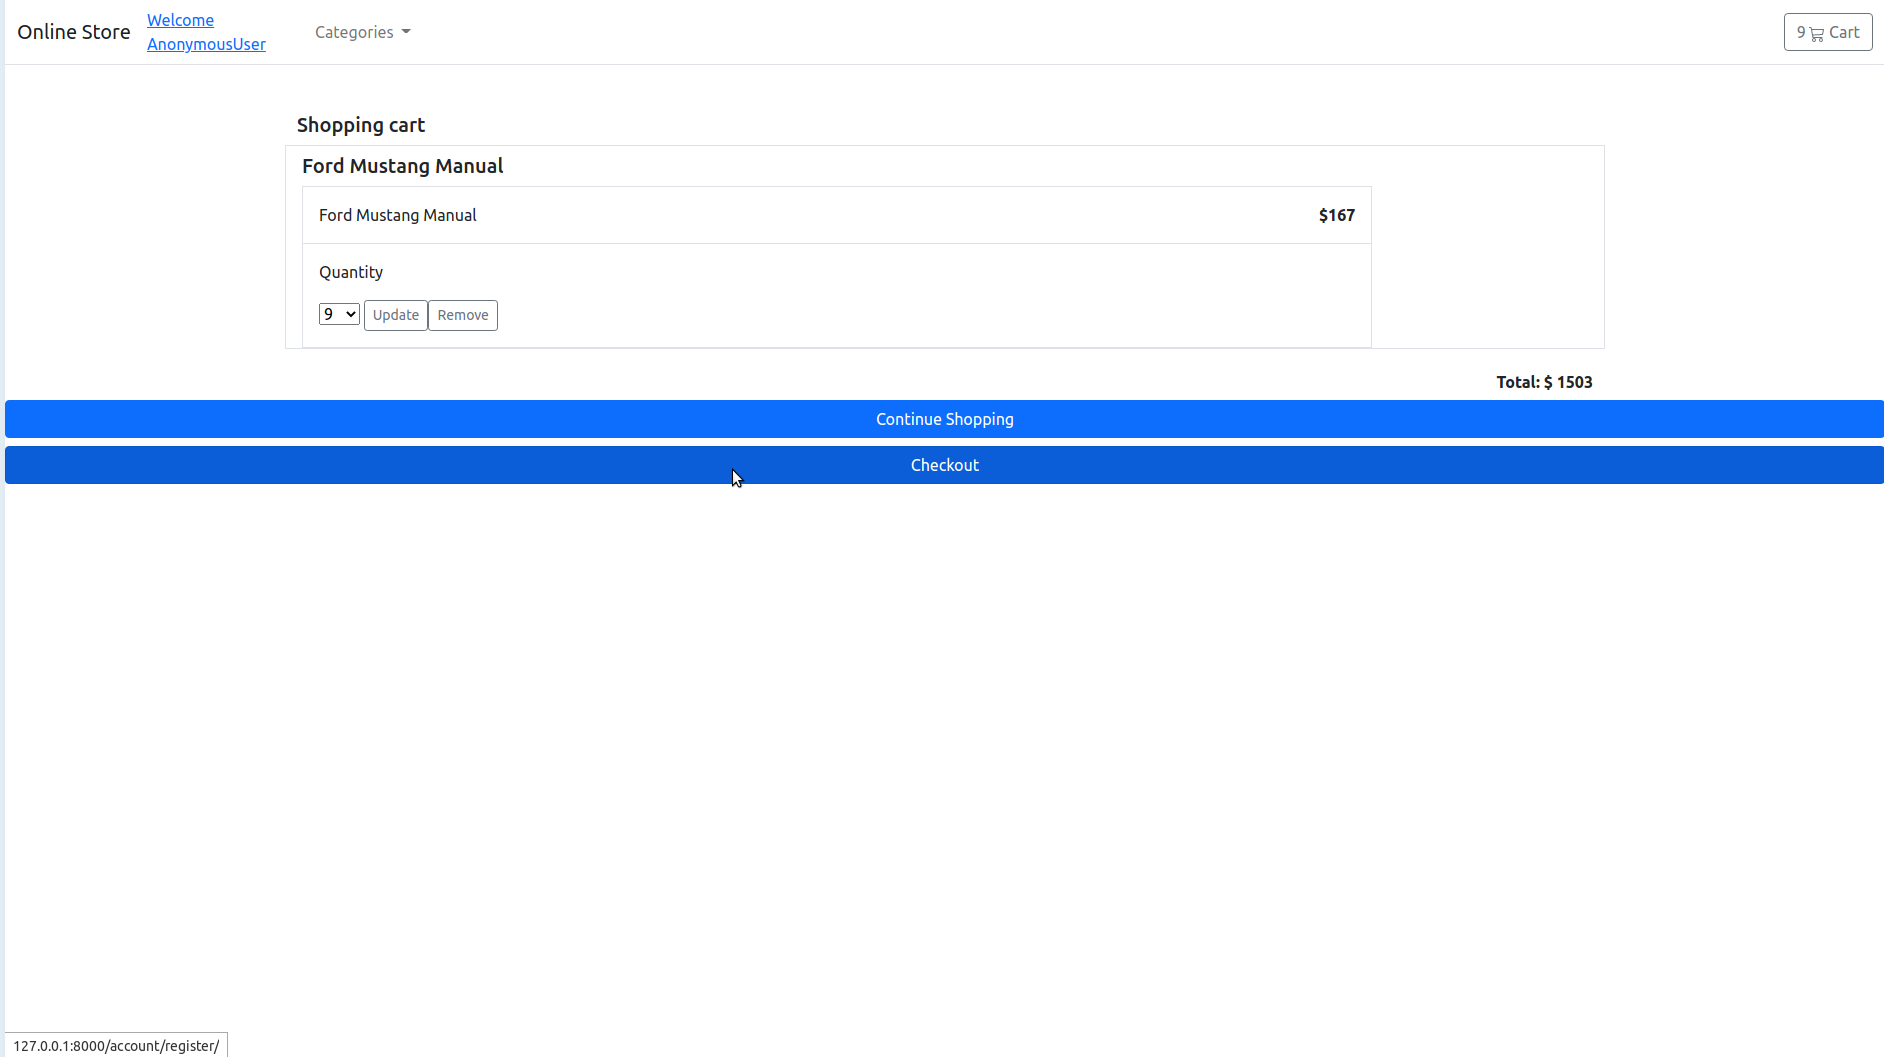 Online Store
Welcome
AnonymousUser
Categories
9 Cart
Shopping cart
Ford Mustang Manual
Ford Mustang Manual $167
Quantity
9 Update Remove
Total: $ 1503
Continue Shopping
Checkout
127.0.0.1:8000/account/register/